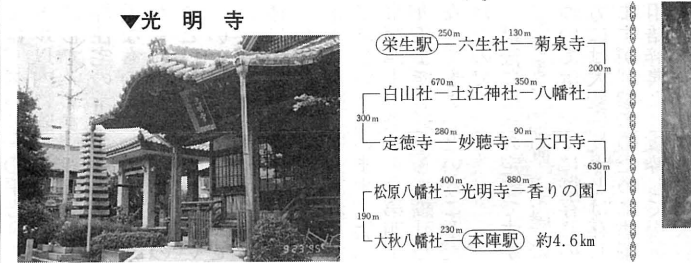 ▼光明寺
9 23 '95
栄生駅 250m 六生社 130m 菊泉寺
200m
白山社 670m 土江神社 350m 八幡社
300m
定徳寺 280m 妙聴寺 90m 大円寺
630m
松原八幡社 400m 光明寺 880m 香りの園
190m
大秋八幡社 230m 本陣駅 約4.6km